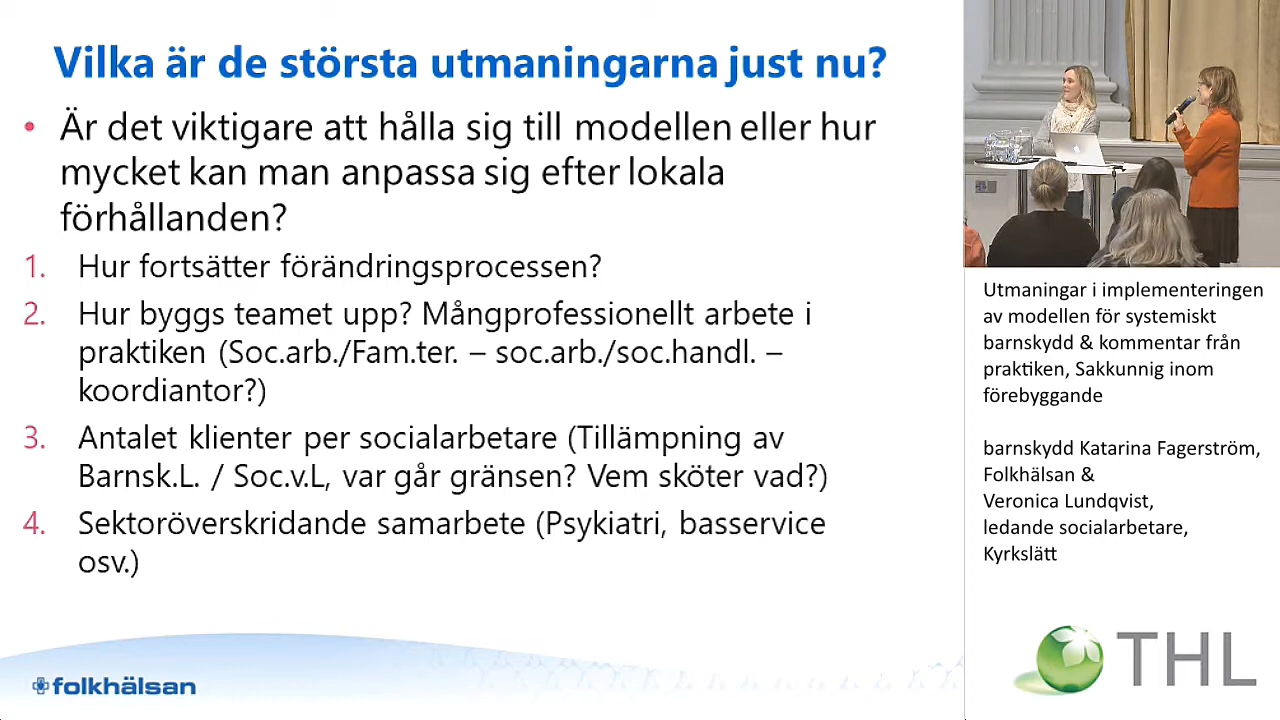 Vilka är de största utmaningarna just nu?
• Är det viktigare att hålla sig till modellen eller hur
mycket kan man anpassa sig efter lokala
förhållanden?
1. Hur fortsätter förändringsprocessen?
2. Hur byggs teamet upp? Mångprofessionellt arbete i
praktiken (Soc.arb./Fam.ter. – soc.arb./soc.handl. –
koordiantor?)
3. Antalet klienter per socialarbetare (Tillämpning av
Barnsk.L. / Soc.v.L, var går gränsen? Vem sköter vad?)
4. Sektoröverskridande samarbete (Psykiatri, basservice
osv.)
folkhälsan
Utmaningar i implementeringen
av modellen för systemiskt
barnskydd & kommentar från
praktiken, Sakkunnig inom
förebyggande
barnskydd Katarina Fagerström,
Folkhälsan &
Veronica Lundqvist,
ledande socialarbetare,
Kyrkslätt
THL